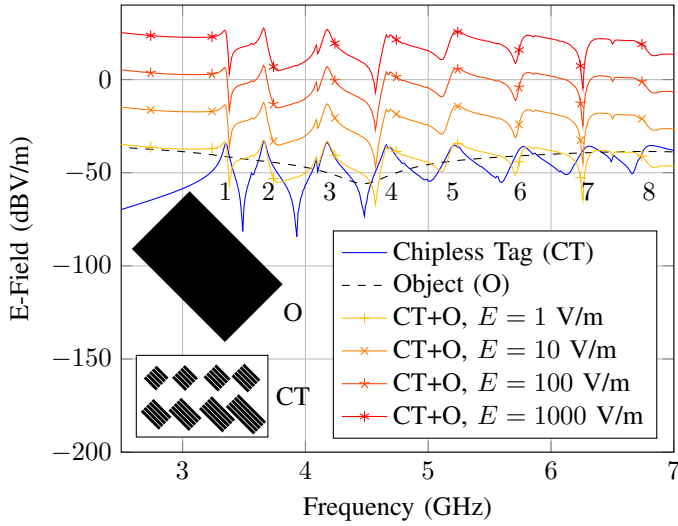 0
−50
−100
−150
−200
E-Field (dBV/m)
1 2 3 4 5 6 7 8
O
CT
Chipless Tag (CT)
Object (O)
CT+O, E = 1 V/m
CT+O, E = 10 V/m
CT+O, E = 100 V/m
CT+O, E = 1000 V/m
3 4 5 6 7
Frequency (GHz)